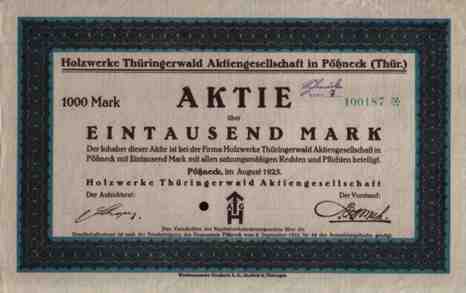 Holzwerke Thüringerwald Aktiengesellschaft in Pößneck (Thür.)
1000 Mark
AKTIE
100187
über
EINTAUSEND MARK
Der Inhaber dieser Aktie ist bei der Firma Holzwerke Thüringerwald Aktiengesellschaft in
Pößneck mit Eintausend Mark mit allen satzungsmäßigen Rechten und Pflichten beteiligt.
Pößneck, im August 1923.
Holzwerke Thüringerwald Aktiengesellschaft
Der Aufsichtsrat:
Der Vorstand: